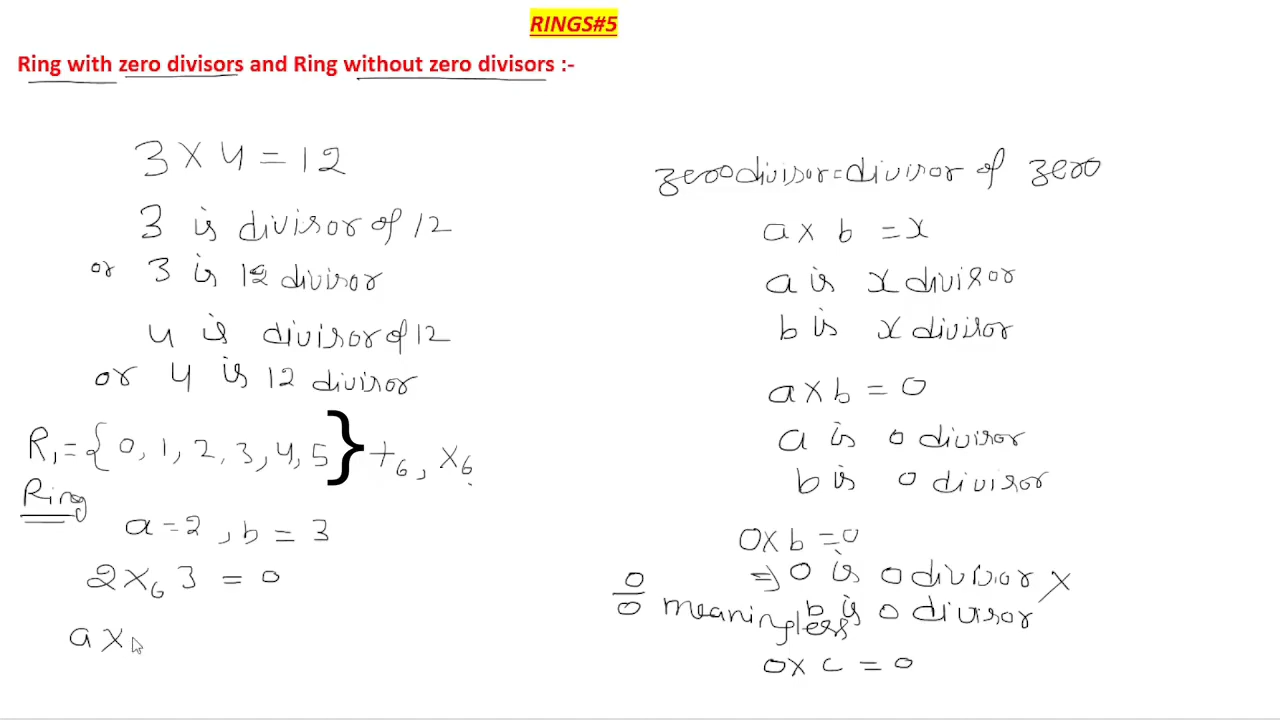 RINGS#5
Ring with zero divisors and Ring without zero divisors :-
3 × 4 = 12
3 is divisor of 12
or 3 is 12 divisor
4 is divisor of 12
or 4 is 12 divisor
R₁ = { 0, 1, 2, 3, 4, 5 } +₆ , ×₆
Ring
a = 2 , b = 3
2 ×₆ 3 = 0
a ×
zero divisor = divisor of zero
a × b = x
a is x divisor
b is x divisor
a × b = 0
a is 0 divisor
b is 0 divisor
0 × b = 0
⇒ 0 is 0 divisor ×
0/0 meaningless
b is 0 divisor
0 × c = 0